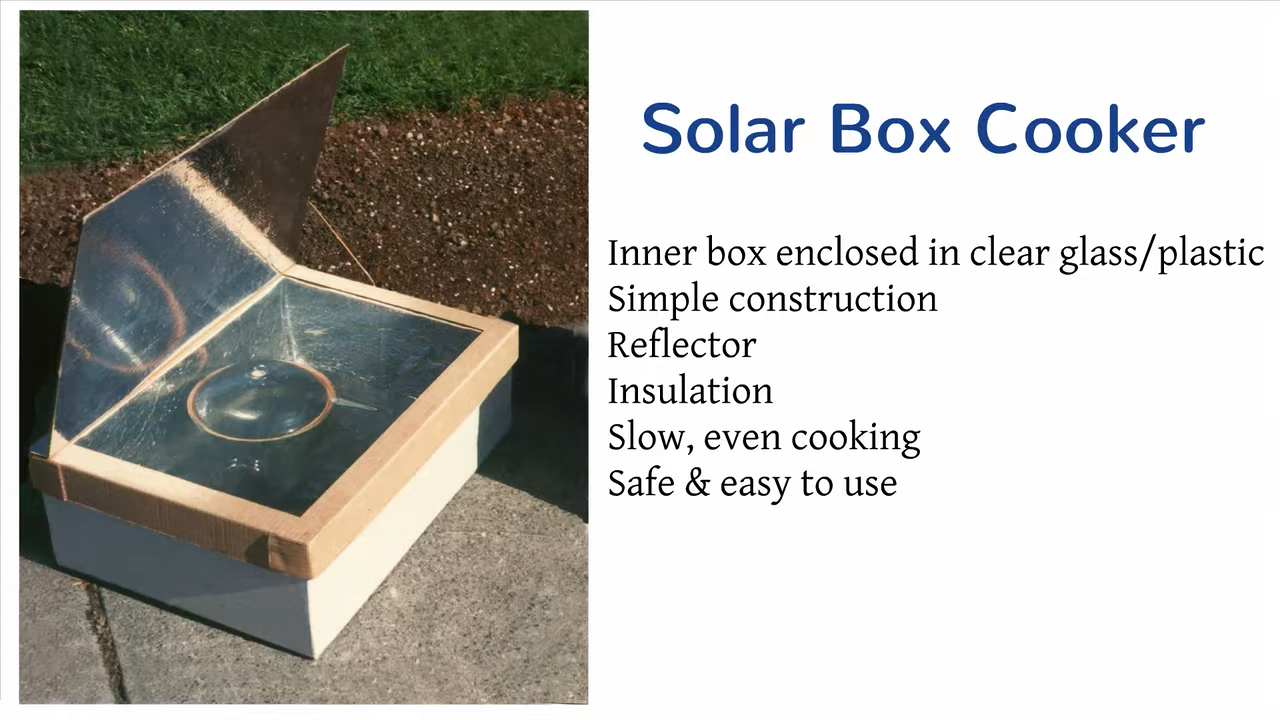 Solar Box Cooker
Inner box enclosed in clear glass/plastic
Simple construction
Reflector
Insulation
Slow, even cooking
Safe & easy to use